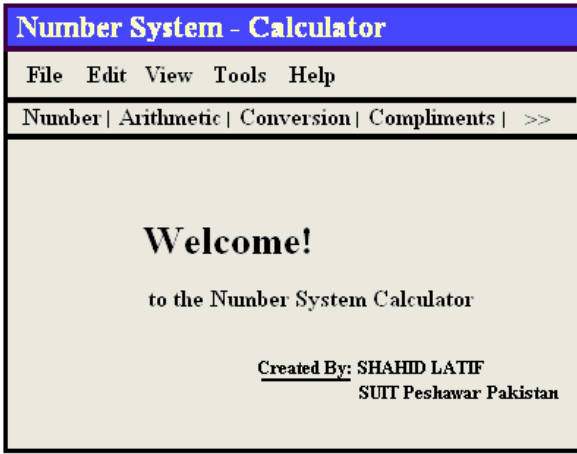 Number System - Calculator
File Edit View Tools Help
Number | Arithmetic | Conversion | Compliments | >>
Welcome!
to the Number System Calculator
Created By: SHAHID LATIF
SUIT Peshawar Pakistan